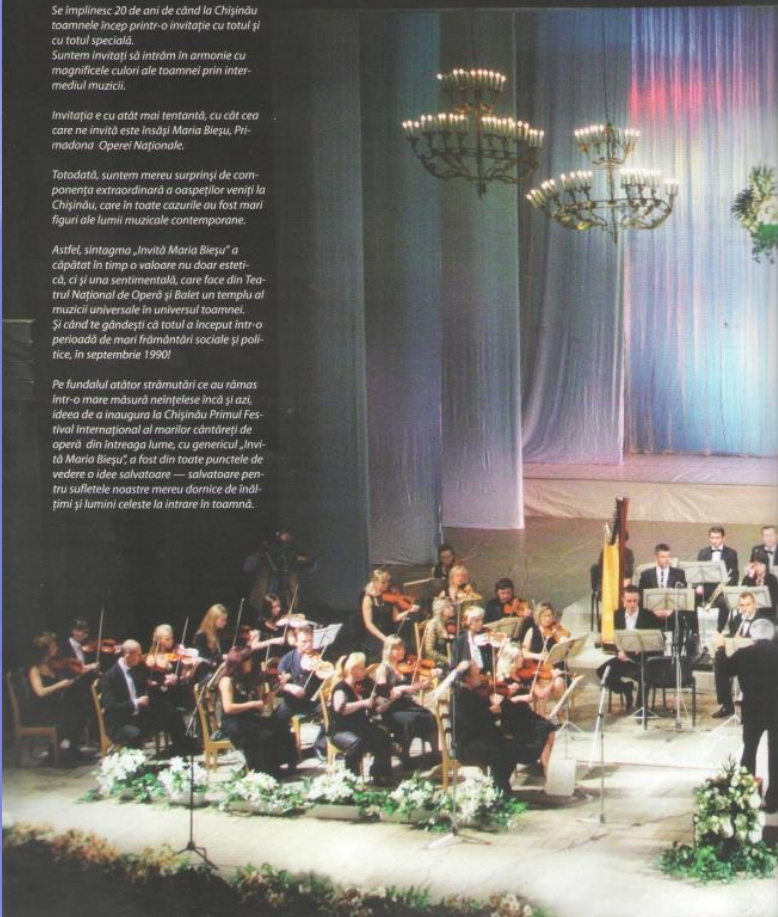 Se împlinesc 20 de ani de când la Chișinău
toamnele încep printr-o invitație cu totul și
cu totul specială.
Suntem invitați să intrăm în armonie cu
magnificele culori ale toamnei prin inter-
mediul muzicii.
Invitația e cu atât mai tentantă, cu cât cea
care ne invită este însăși Maria Bieșu, Pri-
madona Operei Naționale.
Totodată, suntem mereu surprinși de com-
ponența extraordinară a oaspeților veniți la
Chișinău, care în toate cazurile au fost mari
figuri ale lumii muzicale contemporane.
Astfel, sintagma „Invită Maria Bieșu” a
căpătat în timp o valoare nu doar esteti-
că, ci și una sentimentală, care face din Tea-
trul Național de Operă și Balet un templu al
muzicii universale în universul toamnei.
Și când te gândești că totul a început într-o
perioadă de mari frământări sociale și poli-
tice, în septembrie 1990!
Pe fundalul atâtor strămutări ce au rămas
într-o mare măsură neînțelese încă și azi,
ideea de a inaugura la Chișinău Primul Fes-
tival Internațional al marilor cântăreți de
operă din întreaga lume, cu genericul „Invi-
tă Maria Bieșu”, a fost din toate punctele de
vedere o idee salvatoare — salvatoare pen-
tru sufletele noastre mereu dornice de înăl-
țimi și lumini celeste la intrare în toamnă.